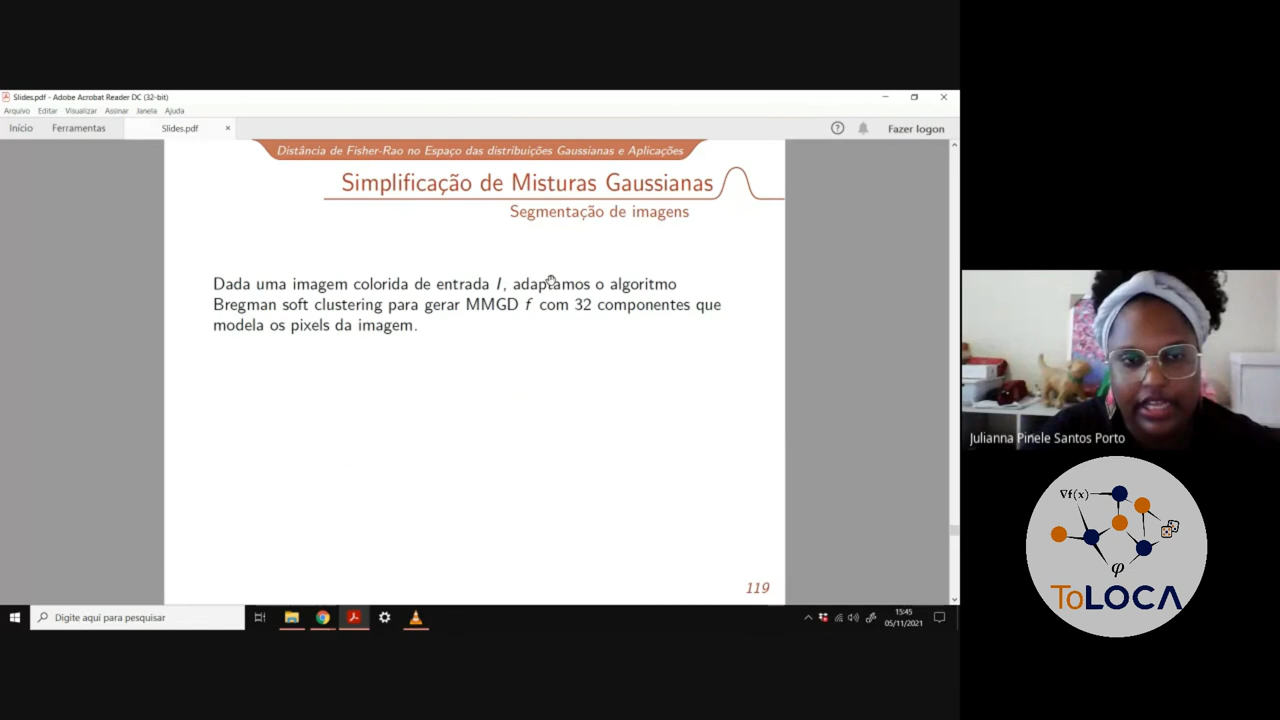 Slides.pdf - Adobe Acrobat Reader DC (32-bit)
Arquivo Editar Visualizar Assinar Janela Ajuda
Início Ferramentas Slides.pdf × Fazer logon
Distância de Fisher-Rao no Espaço das distribuições Gaussianas e Aplicações
Simplificação de Misturas Gaussianas
Segmentação de imagens
Dada uma imagem colorida de entrada I, adaptamos o algoritmo
Bregman soft clustering para gerar MMGD f com 32 componentes que
modela os pixels da imagem.
119
Julianna Pinele Santos Porto
∇f(x)
φ
ToLOCA
Digite aqui para pesquisar
15:45
05/11/2021